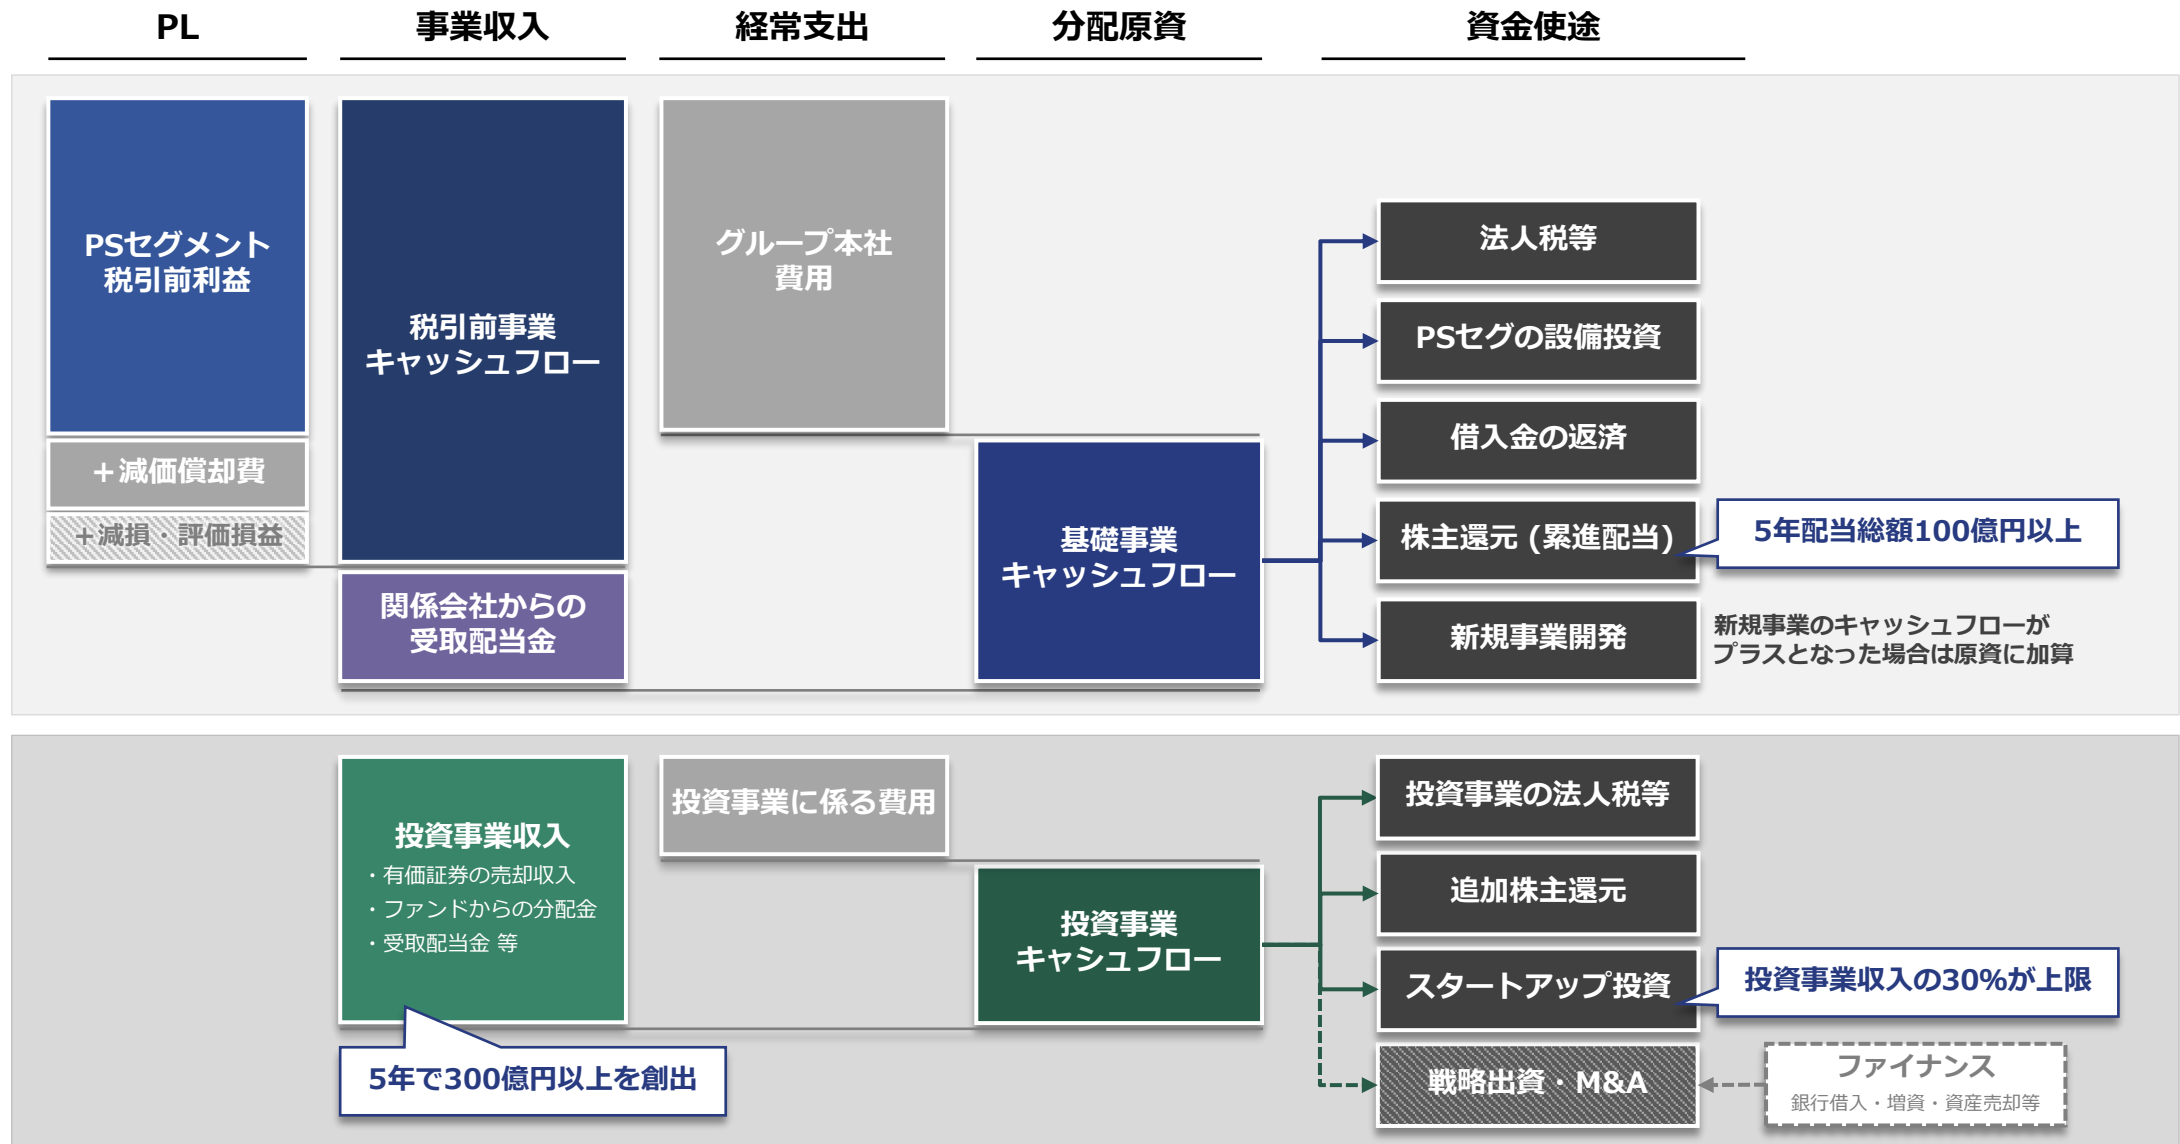 PL
事業収入
経常支出
分配原資
資金使途
PSセグメント
税引前利益
＋減価償却費
＋減損・評価損益
税引前事業
キャッシュフロー
関係会社からの
受取配当金
グループ本社
費用
基礎事業
キャッシュフロー
法人税等
PSセグの設備投資
借入金の返済
株主還元 (累進配当)
5年配当総額100億円以上
新規事業開発
新規事業のキャッシュフローが
プラスとなった場合は原資に加算
投資事業収入
・有価証券の売却収入
・ファンドからの分配金
・受取配当金 等
5年で300億円以上を創出
投資事業に係る費用
投資事業
キャシュフロー
投資事業の法人税等
追加株主還元
スタートアップ投資
投資事業収入の30%が上限
戦略出資・M&A
ファイナンス
銀行借入・増資・資産売却等